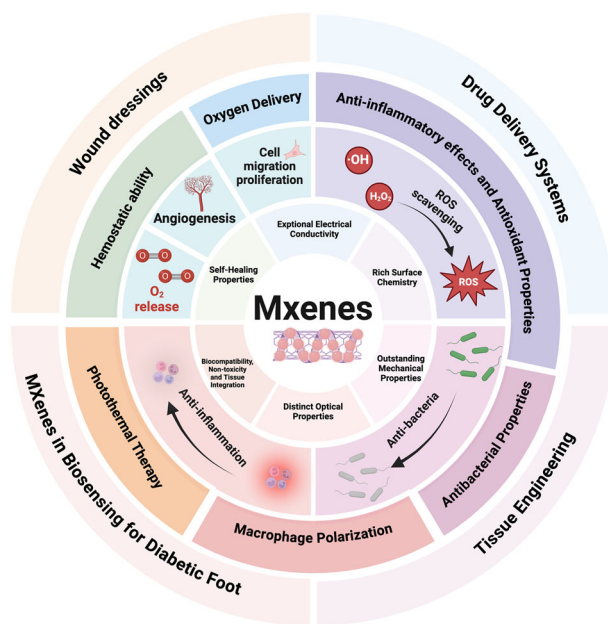 Wound dressings
Drug Delivery Systems
Hemostatic ability
Oxygen Delivery
Anti-inflammatory effects and Antioxidant Properties
Cell
migration
proliferation
Angiogenesis
O O
O O
O₂
release
·OH
H₂O₂
ROS
scavenging
ROS
Exptional Electrical
Conductivity
Self-Healing
Properties
Rich Surface
Chemistry
Mxenes
Biocompatibility,
Non-toxicity
and Tissue
Integration
Outstanding
Mechanical
Properties
Distinct Optical
Properties
Anti-inflammation
Anti-bacteria
Photothermal Therapy
Macrophage Polarization
Antibacterial Properties
MXenes in Biosensing for Diabetic Foot
Tissue Engineering